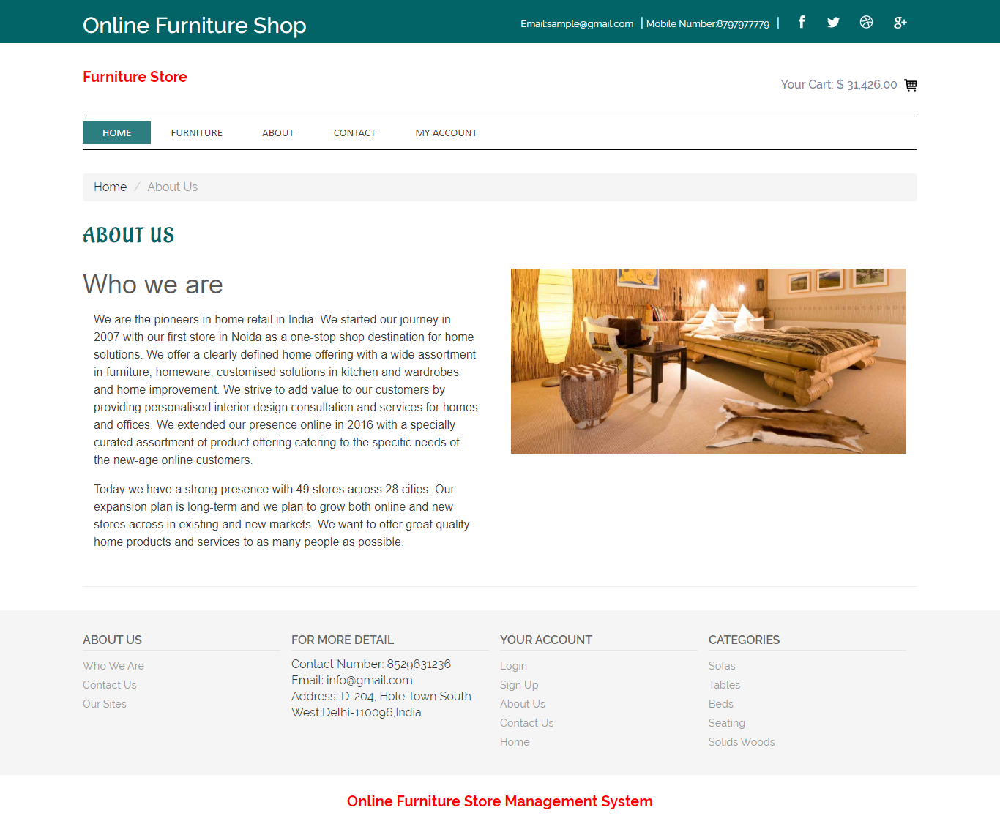 Online Furniture Shop
Email:sample@gmail.com | Mobile Number:8797977779 |
Furniture Store
Your Cart: $ 31,426.00
HOME FURNITURE ABOUT CONTACT MY ACCOUNT
Home / About Us
ABOUT US
Who we are
We are the pioneers in home retail in India. We started our journey in
2007 with our first store in Noida as a one-stop shop destination for home
solutions. We offer a clearly defined home offering with a wide assortment
in furniture, homeware, customised solutions in kitchen and wardrobes
and home improvement. We strive to add value to our customers by
providing personalised interior design consultation and services for homes
and offices. We extended our presence online in 2016 with a specially
curated assortment of product offering catering to the specific needs of
the new-age online customers.
Today we have a strong presence with 49 stores across 28 cities. Our
expansion plan is long-term and we plan to grow both online and new
stores across in existing and new markets. We want to offer great quality
home products and services to as many people as possible.
ABOUT US
Who We Are
Contact Us
Our Sites
FOR MORE DETAIL
Contact Number: 8529631236
Email: info@gmail.com
Address: D-204, Hole Town South
West,Delhi-110096,India
YOUR ACCOUNT
Login
Sign Up
About Us
Contact Us
Home
CATEGORIES
Sofas
Tables
Beds
Seating
Solids Woods
Online Furniture Store Management System